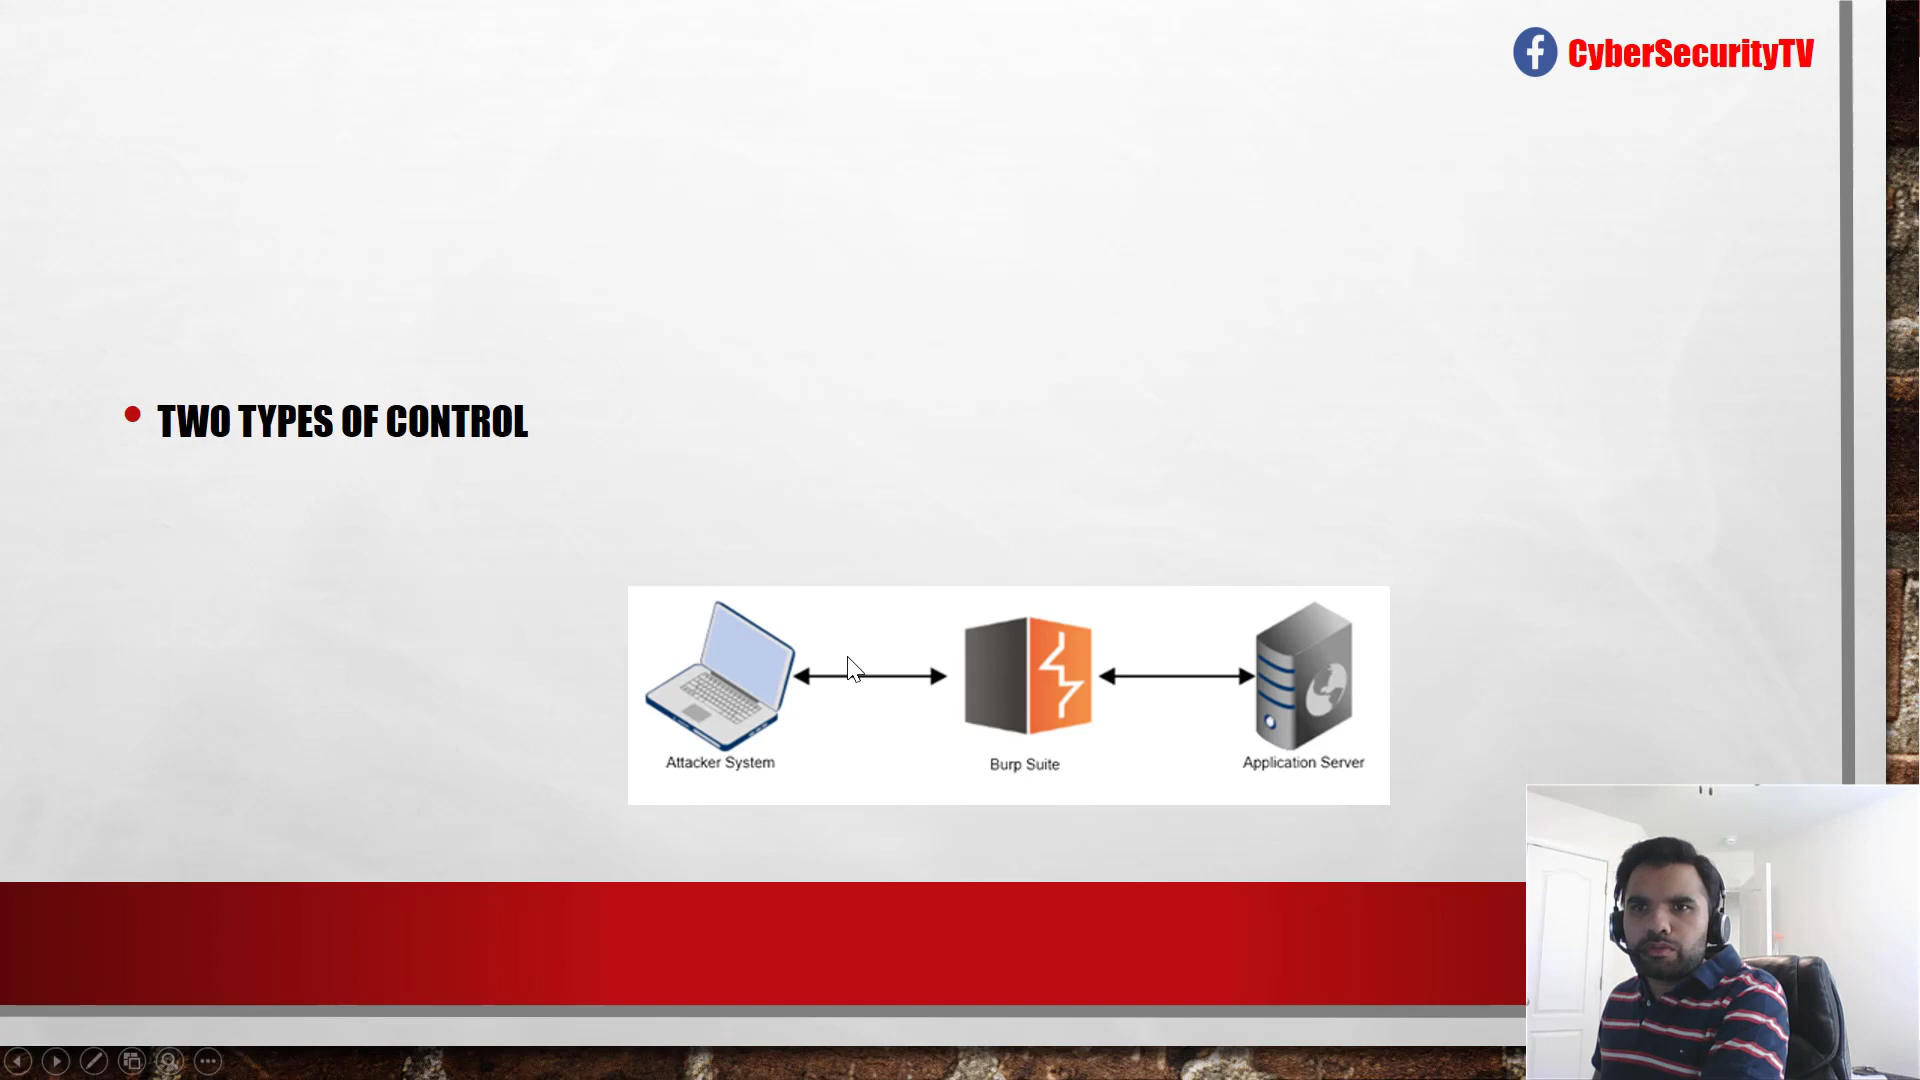 CyberSecurityTV
TWO TYPES OF CONTROL
Attacker System
Burp Suite
Application Server